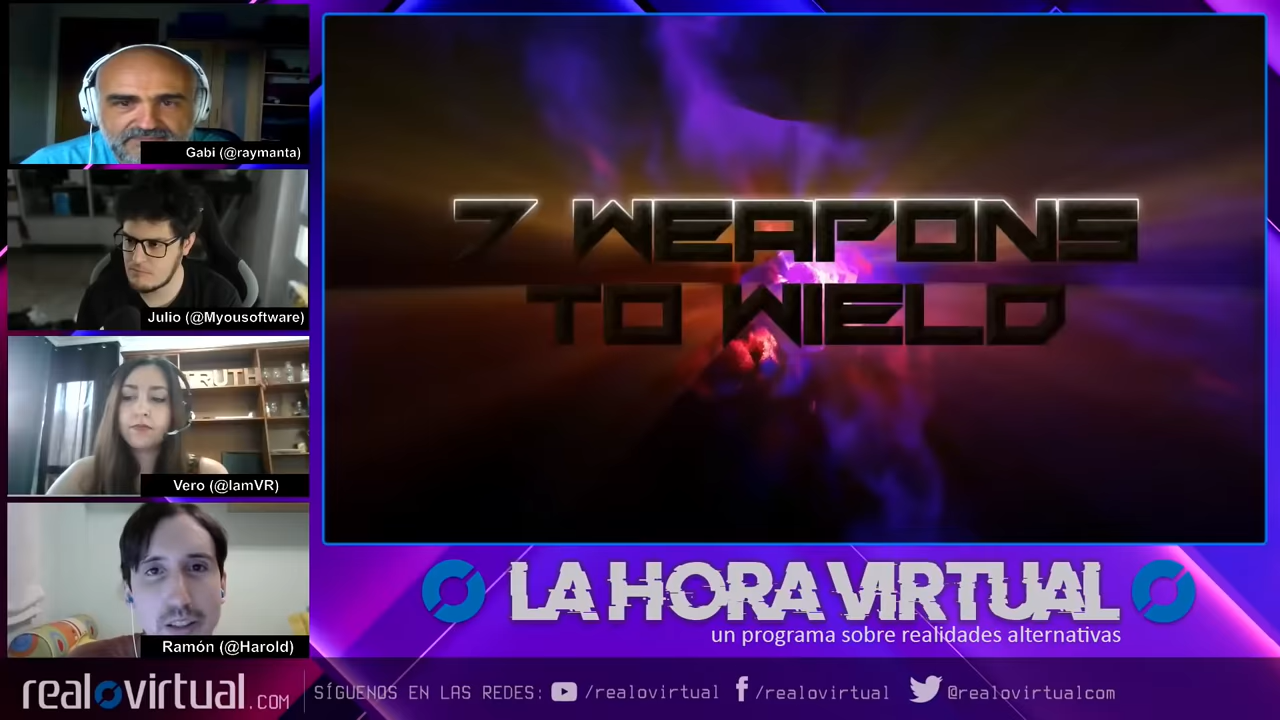 Gabi (@raymanta)
Julio (@Myousoftware)
TRUTH
Vero (@IamVR)
Ramón (@Harold)
7 WEAPONS
TO WIELD
LA HORA VIRTUAL
un programa sobre realidades alternativas
realovirtual.COM
SÍGUENOS EN LAS REDES: /realovirtual /realovirtual @realovirtualcom